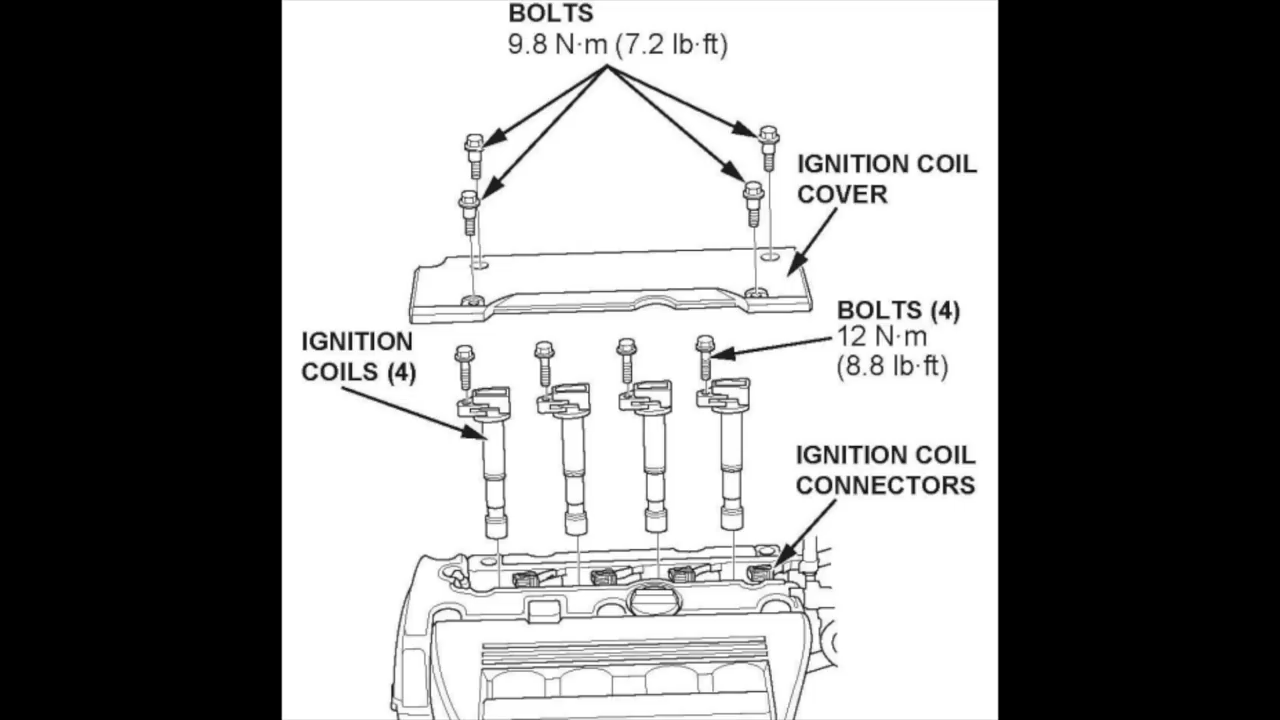 BOLTS
9.8 N·m (7.2 lb·ft)
IGNITION COIL
COVER
BOLTS (4)
12 N·m
(8.8 lb·ft)
IGNITION
COILS (4)
IGNITION COIL
CONNECTORS